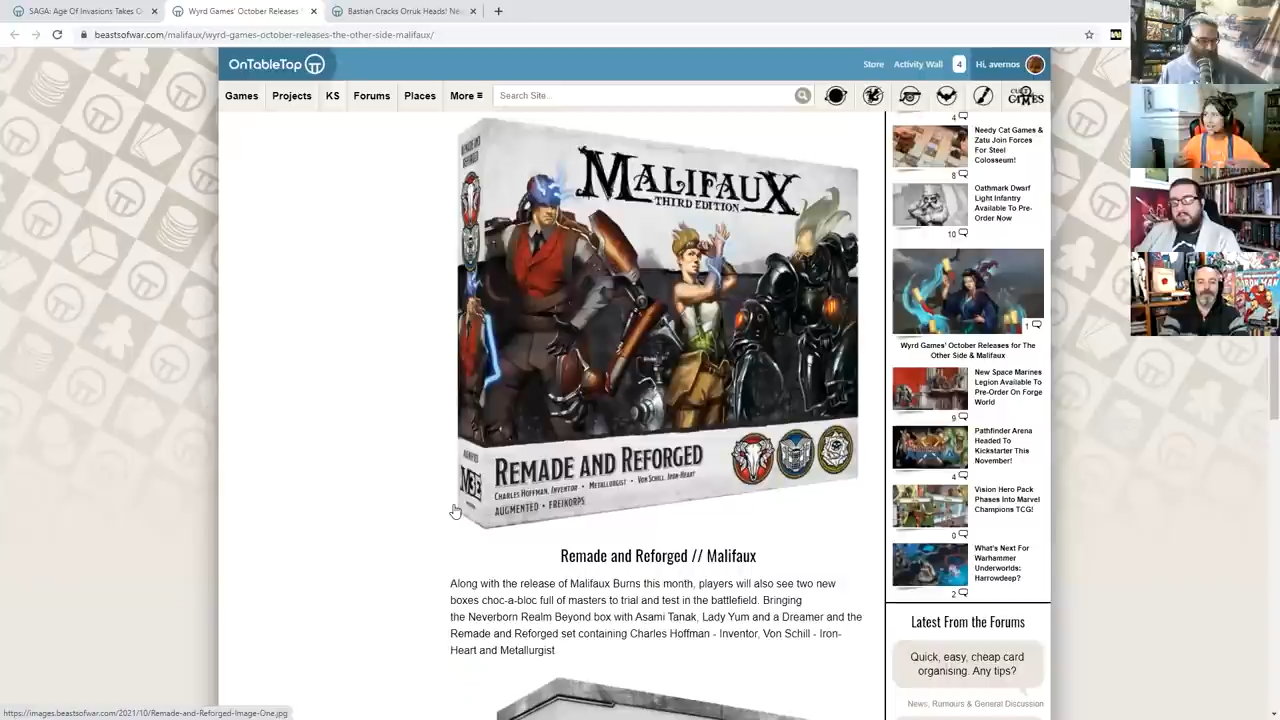 SAGA: Age Of Invasions Takes O
Wyrd Games' October Releases
Bastian Cracks Orruk Heads! Ne
beastsofwar.com/malifaux/wyrd-games-october-releases-the-other-side-malifaux/
OnTableTop
Store
Activity Wall
4
Hi, avernos
Games
Projects
KS
Forums
Places
More
Search Site...
GAMES
MALIFAUX
THIRD EDITION
REMADE AND REFORGED
CHARLES HOFFMAN, INVENTOR • METALLURGIST • VON SCHILL, IRON-HEART
AUGMENTED • FREIKORPS
M3E
Remade and Reforged // Malifaux
Along with the release of Malifaux Burns this month, players will also see two new
boxes choc-a-bloc full of masters to trial and test in the battlefield. Bringing
the Neverborn Realm Beyond box with Asami Tanak, Lady Yum and a Dreamer and the
Remade and Reforged set containing Charles Hoffman - Inventor, Von Schill - Iron-
Heart and Metallurgist
4
Needy Cat Games &
Zatu Join Forces
For Steel
Colosseum!
8
Oathmark Dwarf
Light Infantry
Available To Pre-
Order Now
10
1
Wyrd Games' October Releases for The
Other Side & Malifaux
New Space Marines
Legion Available To
Pre-Order On Forge
World
9
Pathfinder Arena
Headed To
Kickstarter This
November!
4
Vision Hero Pack
Phases Into Marvel
Champions TCG!
0
What's Next For
Warhammer
Underworlds:
Harrowdeep?
2
Latest From the Forums
Quick, easy, cheap card
organising. Any tips?
News, Rumours & General Discussion
https://images.beastsofwar.com/2021/10/Remade-and-Reforged-Image-One.jpg
IRON MAN